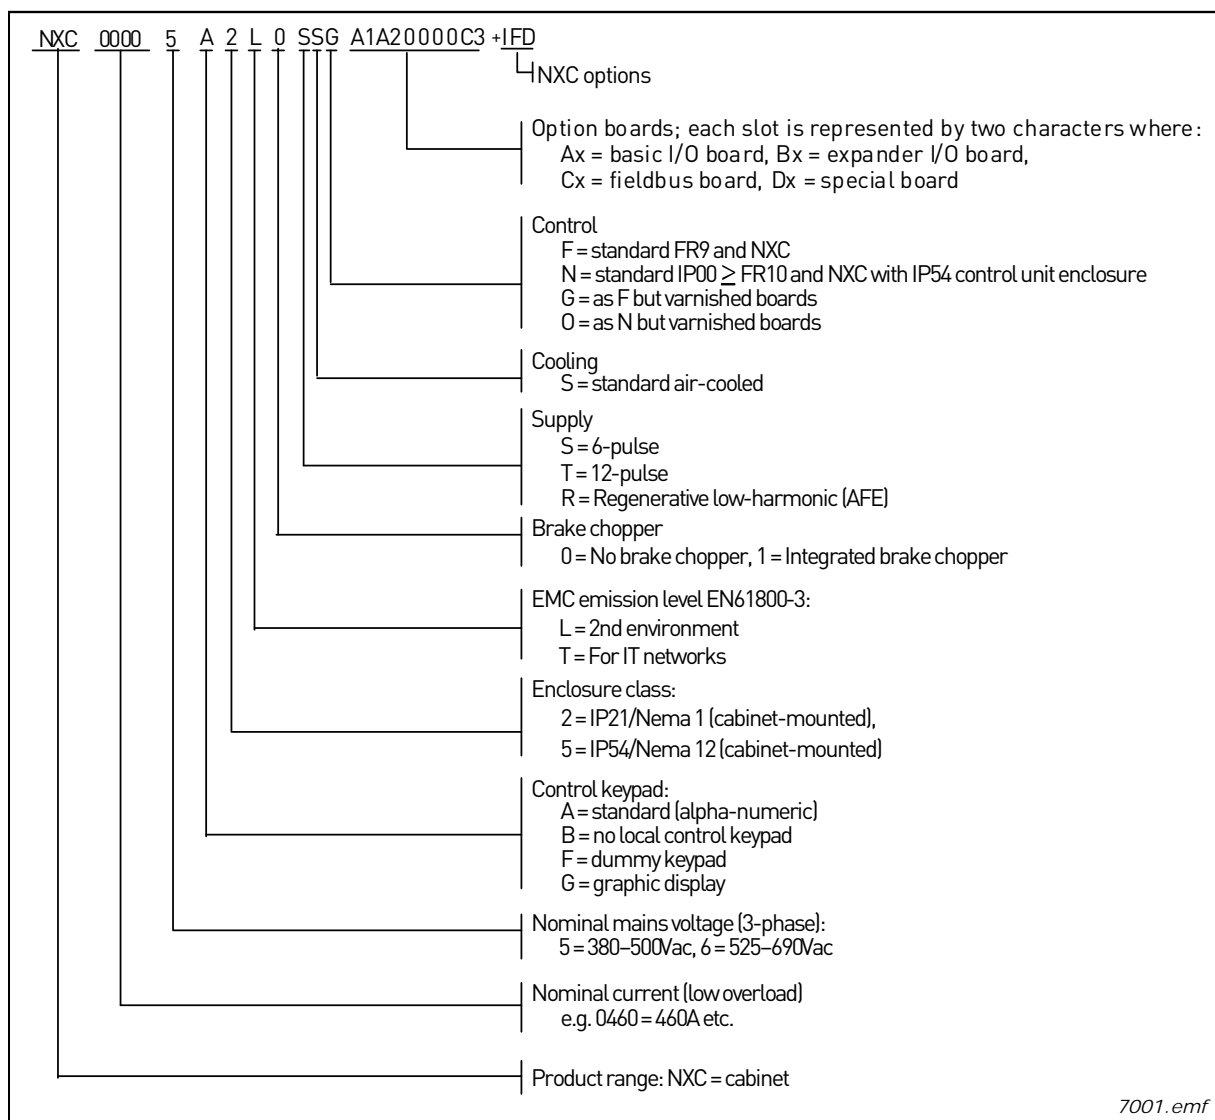 NXC 0000 5 A 2 L 0 SSG A1A20000C3 +IFD
NXC options
Option boards; each slot is represented by two characters where:
Ax = basic I/O board, Bx = expander I/O board,
Cx = fieldbus board, Dx = special board
Control
F = standard FR9 and NXC
N = standard IP00 ≥ FR10 and NXC with IP54 control unit enclosure
G = as F but varnished boards
O = as N but varnished boards
Cooling
S = standard air-cooled
Supply
S = 6-pulse
T = 12-pulse
R = Regenerative low-harmonic (AFE)
Brake chopper
0 = No brake chopper, 1 = Integrated brake chopper
EMC emission level EN61800-3:
L = 2nd environment
T = For IT networks
Enclosure class:
2 = IP21/Nema 1 (cabinet-mounted),
5 = IP54/Nema 12 (cabinet-mounted)
Control keypad:
A = standard (alpha-numeric)
B = no local control keypad
F = dummy keypad
G = graphic display
Nominal mains voltage (3-phase):
5 = 380–500Vac, 6 = 525–690Vac
Nominal current (low overload)
e.g. 0460 = 460A etc.
Product range: NXC = cabinet
7001.emf